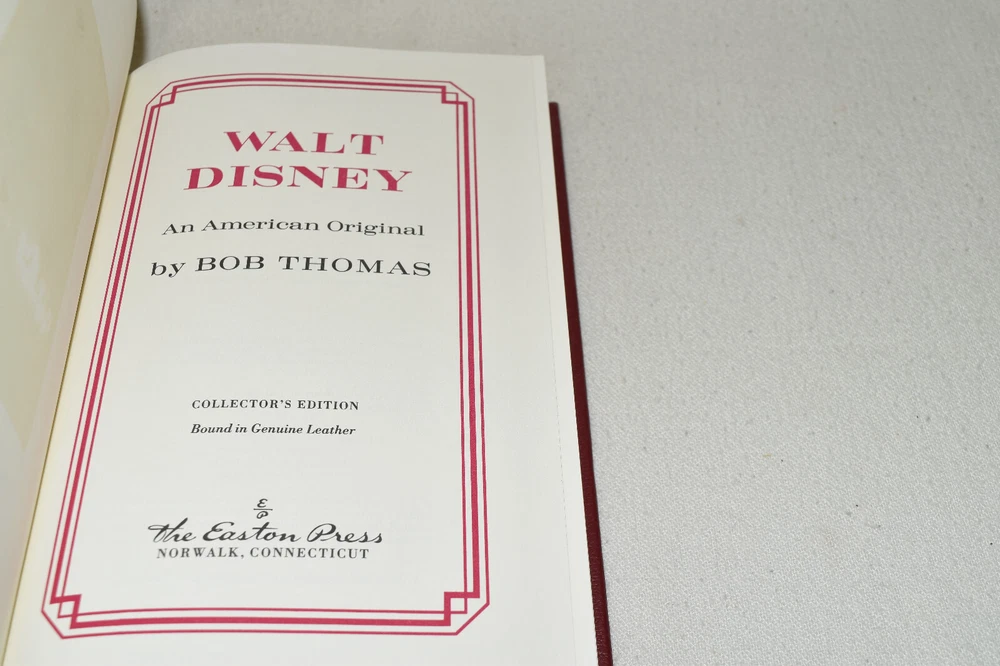 WALT
DISNEY
An American Original
by BOB THOMAS
COLLECTOR'S EDITION
Bound in Genuine Leather
E
P
The Easton Press
NORWALK, CONNECTICUT